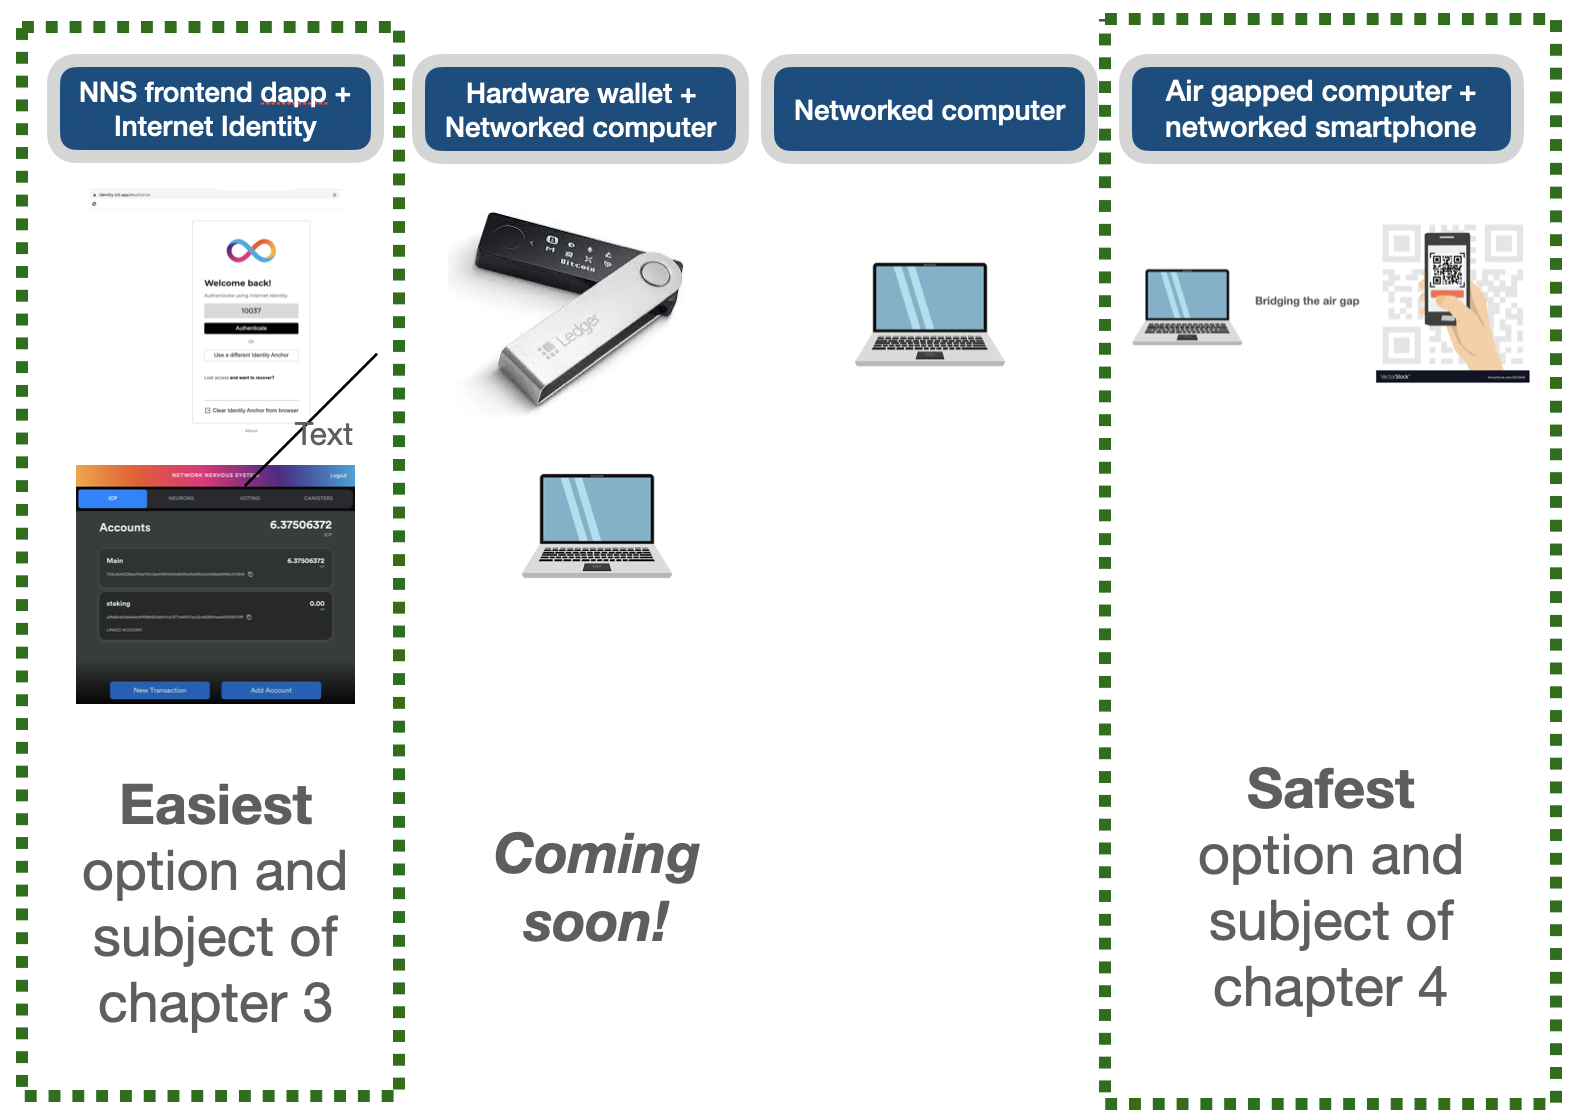 NNS frontend dapp +
Internet Identity
Hardware wallet +
Networked computer
Networked computer
Air gapped computer +
networked smartphone
identity.ic0.app/#authorize
Welcome back!
Authenticate using Internet Identity.
10037
Authenticate
Or
Use a different Identity Anchor
Lost access and want to recover?
Clear Identity Anchor from browser
About
Text
NETWORK NERVOUS SYSTEM
Logout
ICP
NEURONS
VOTING
CANISTERS
Accounts
6.37506372
ICP
Main
6.37506372
staking
0.00
LINKED ACCOUNT
New Transaction
Add Account
Bitcoin
Ledger
Bridging the air gap
VectorStock
Easiest
option and
subject of
chapter 3
Coming
soon!
Safest
option and
subject of
chapter 4